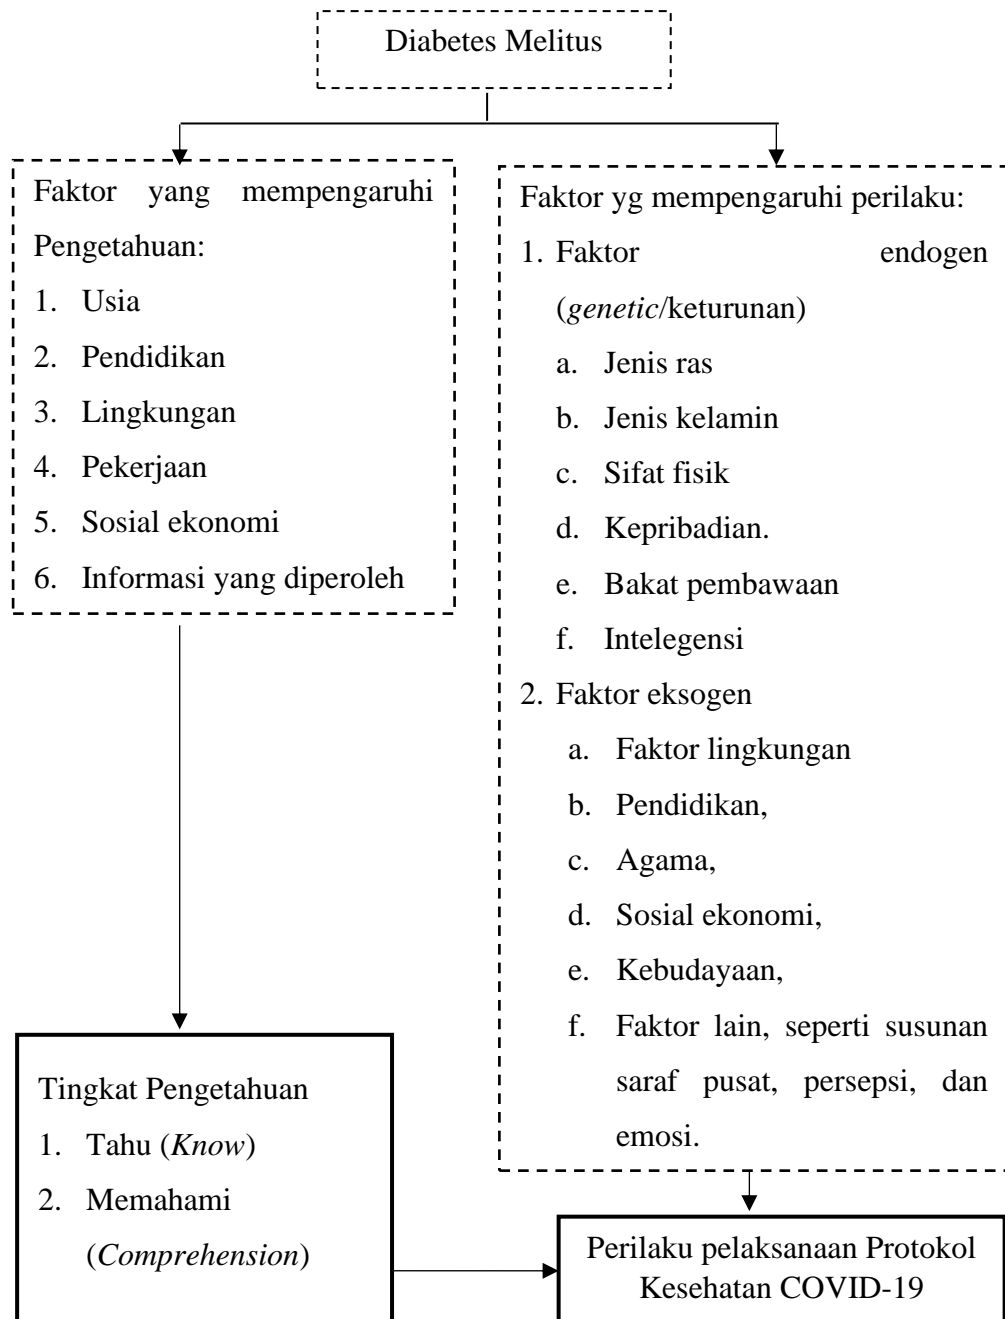 Diabetes Melitus
Faktor yang mempengaruhi
Pengetahuan:
1. Usia
2. Pendidikan
3. Lingkungan
4. Pekerjaan
5. Sosial ekonomi
6. Informasi yang diperoleh
Faktor yg mempengaruhi perilaku:
1. Faktor endogen
(genetic/keturunan)
a. Jenis ras
b. Jenis kelamin
c. Sifat fisik
d. Kepribadian.
e. Bakat pembawaan
f. Intelegensi
2. Faktor eksogen
a. Faktor lingkungan
b. Pendidikan,
c. Agama,
d. Sosial ekonomi,
e. Kebudayaan,
f. Faktor lain, seperti susunan
saraf pusat, persepsi, dan
emosi.
Tingkat Pengetahuan
1. Tahu (Know)
2. Memahami
(Comprehension)
Perilaku pelaksanaan Protokol
Kesehatan COVID-19